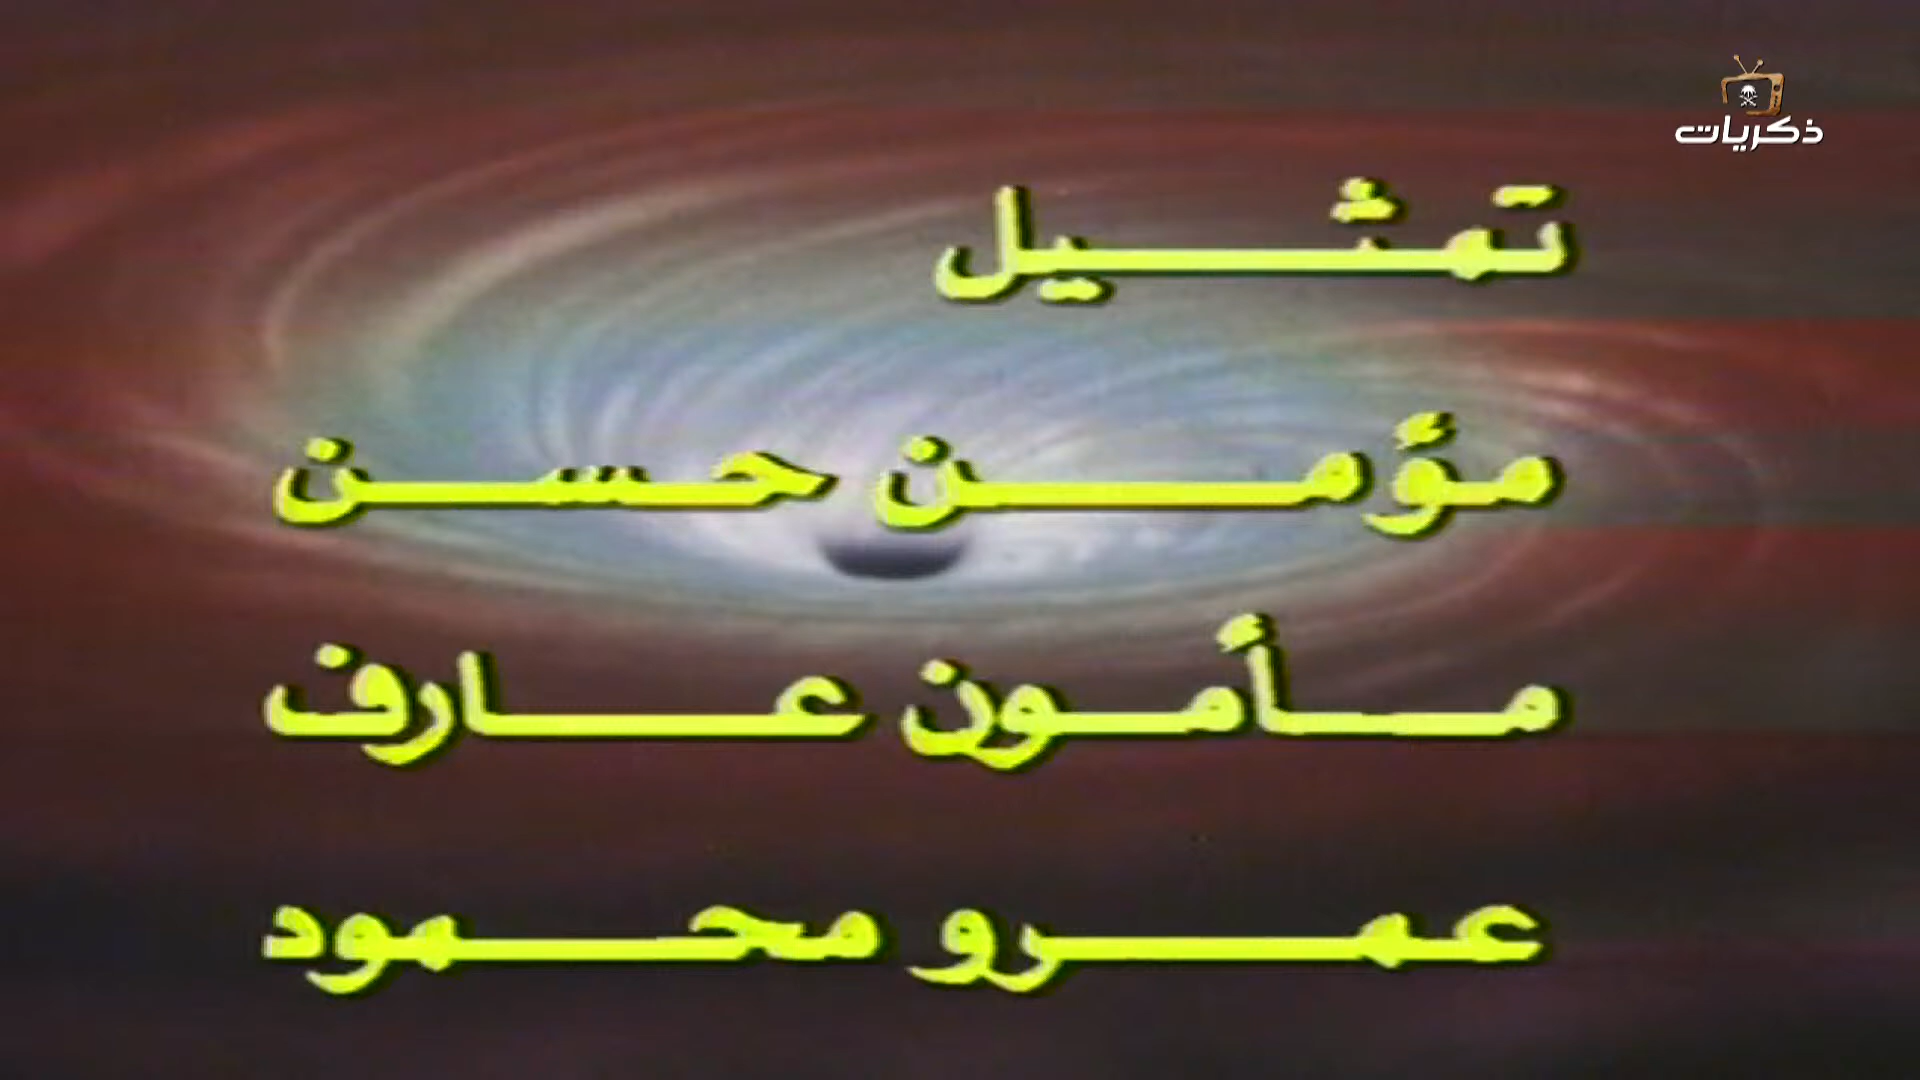 ذكريات
تمثيل
مؤمن حسن
مأمون عارف
عمرو محمود